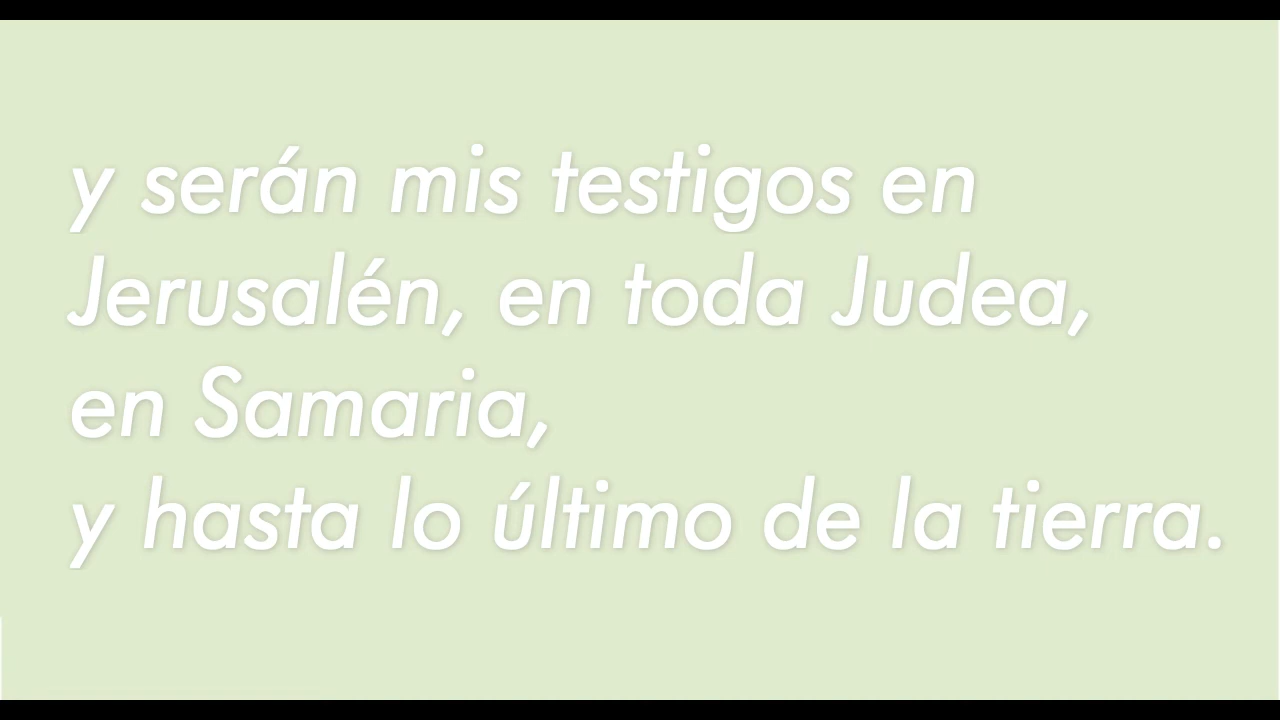 y serán mis testigos en
Jerusalén, en toda Judea,
en Samaria,
y hasta lo último de la tierra.